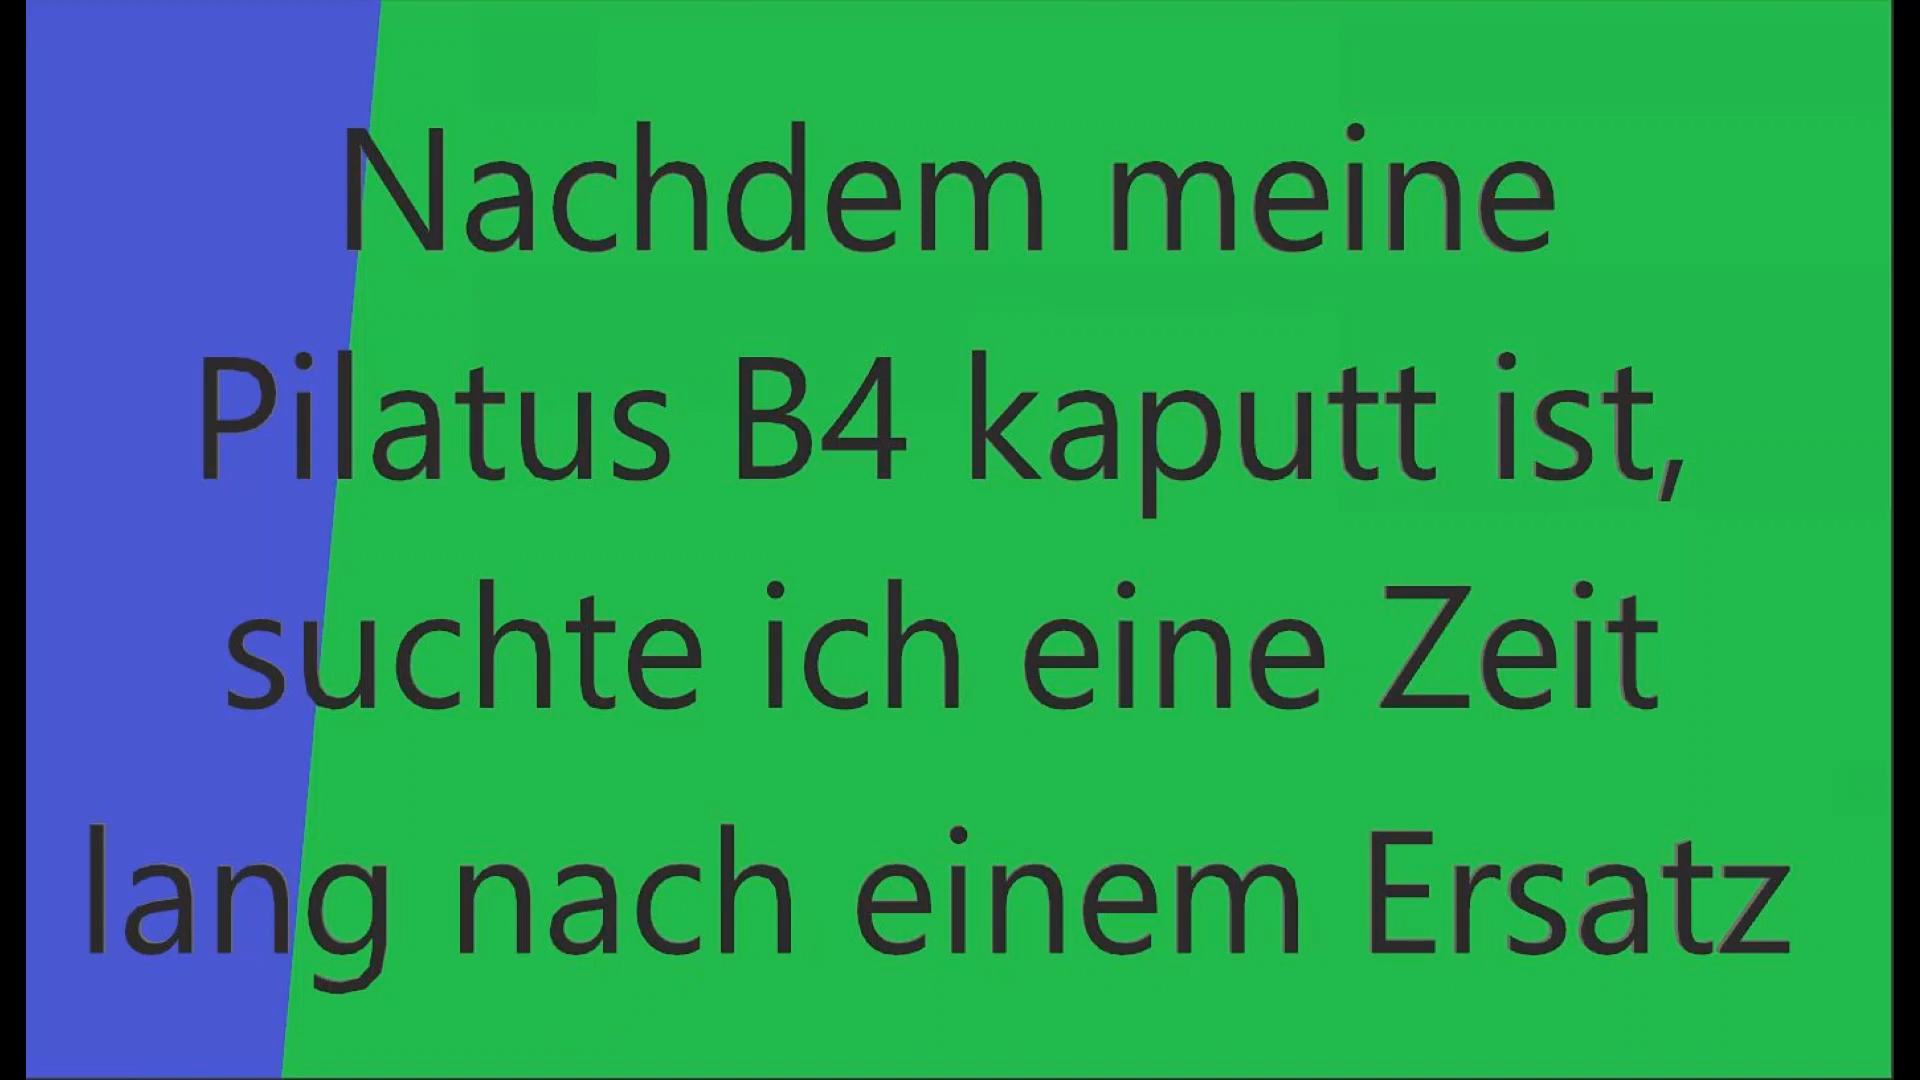 Nachdem meine
Pilatus B4 kaputt ist,
suchte ich eine Zeit
lang nach einem Ersatz